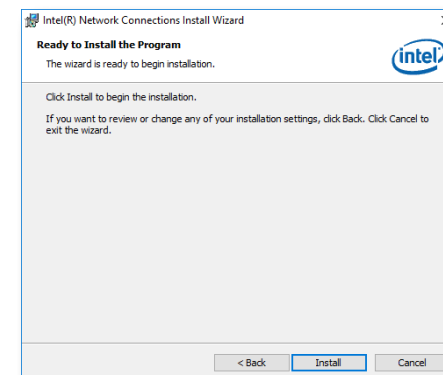 Intel(R) Network Connections Install Wizard
Ready to Install the Program
The wizard is ready to begin installation.
intel
Click Install to begin the installation.
If you want to review or change any of your installation settings, click Back. Click Cancel to
exit the wizard.
< Back
Install
Cancel